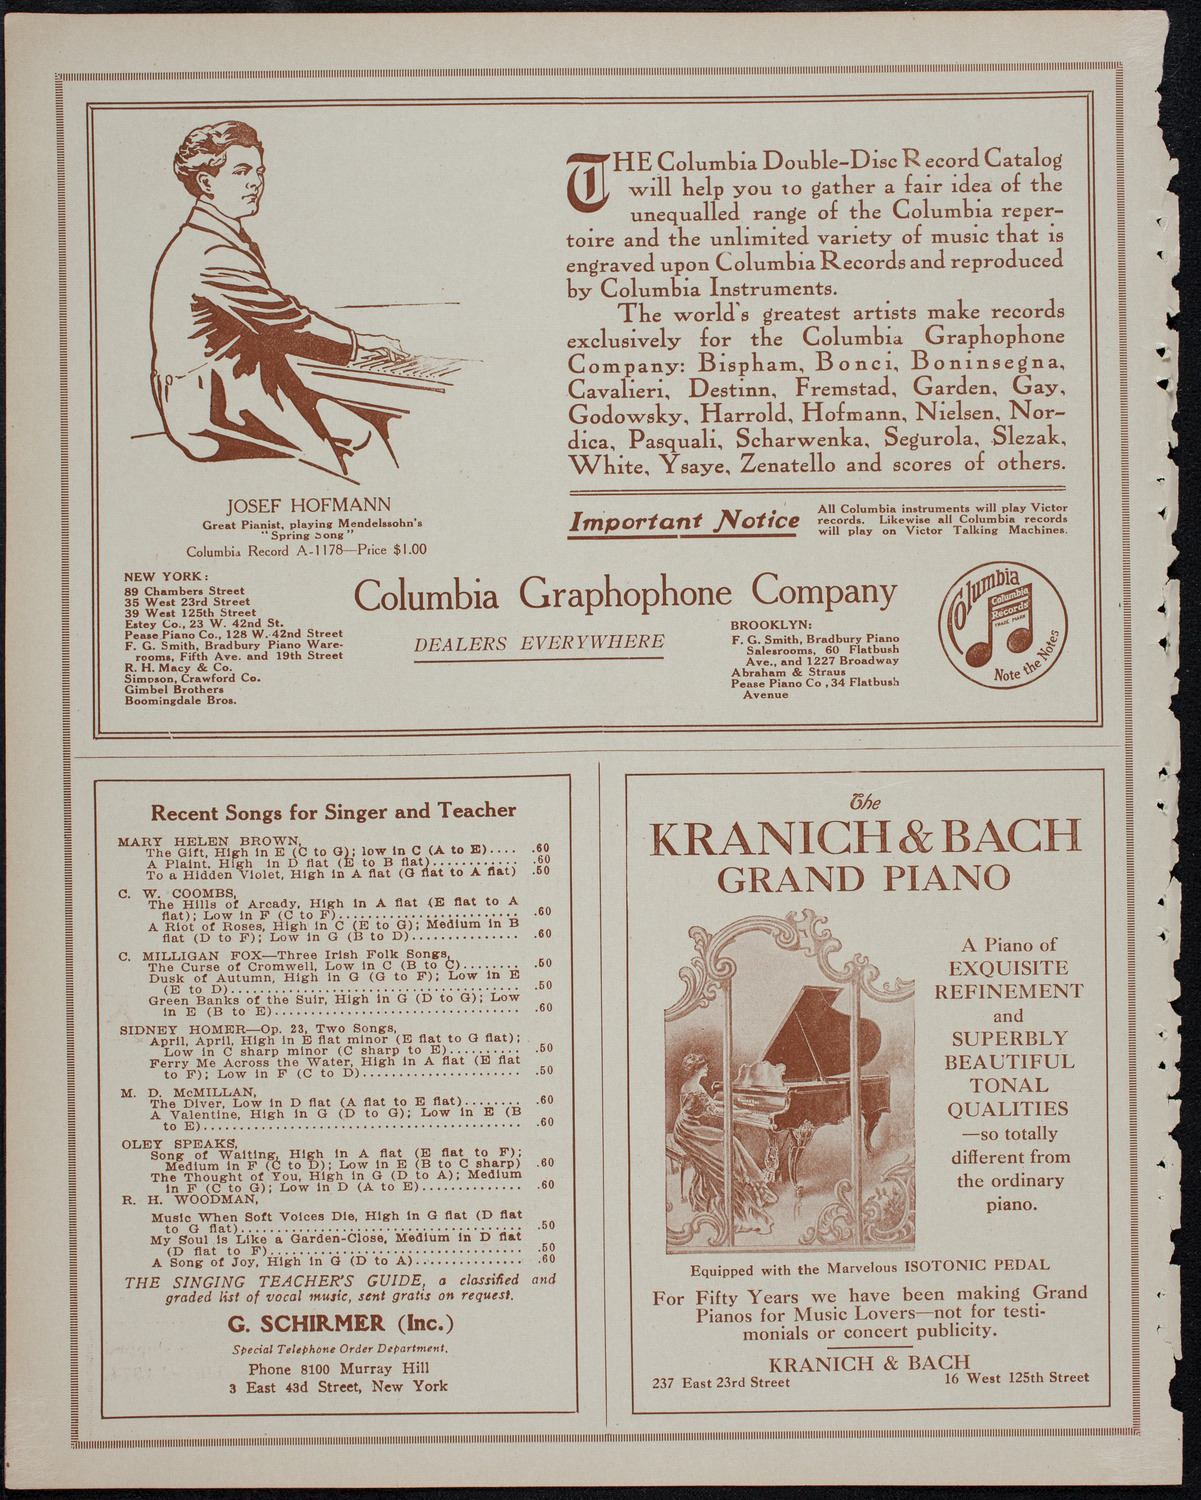 THE Columbia Double-Disc Record Catalog
will help you to gather a fair idea of the
unequalled range of the Columbia reper-
toire and the unlimited variety of music that is
engraved upon Columbia Records and reproduced
by Columbia Instruments.
The world's greatest artists make records
exclusively for the Columbia Graphophone
Company: Bispham, Bonci, Boninsegna,
Cavalieri, Destinn, Fremstad, Garden, Gay,
Godowsky, Harrold, Hofmann, Nielsen, Nor-
dica, Pasquali, Scharwenka, Segurola, Slezak,
White, Ysaye, Zenatello and scores of others.
JOSEF HOFMANN
Great Pianist, playing Mendelssohn's
"Spring Song"
Columbia Record A-1178—Price $1.00
Important Notice
All Columbia instruments will play Victor
records. Likewise all Columbia records
will play on Victor Talking Machines.
NEW YORK:
89 Chambers Street
35 West 23rd Street
39 West 125th Street
Estey Co., 23 W. 42nd St.
Pease Piano Co., 128 W. 42nd Street
F. G. Smith, Bradbury Piano Ware-
rooms, Fifth Ave. and 19th Street
R. H. Macy & Co.
Simpson, Crawford Co.
Gimbel Brothers
Boomingdale Bros.
Columbia Graphophone Company
DEALERS EVERYWHERE
BROOKLYN:
F. G. Smith, Bradbury Piano
Salesrooms, 60 Flatbush
Ave., and 1227 Broadway
Abraham & Straus
Pease Piano Co., 34 Flatbush
Avenue
Columbia
Columbia
Records
TRADE MARK
Note the Notes
Recent Songs for Singer and Teacher
MARY HELEN BROWN,
The Gift, High in E (C to G); low in C (A to E).... .60
A Plaint, High in D flat (E to B flat)............ .60
To a Hidden Violet, High in A flat (G flat to A flat) .50
C. W. COOMBS,
The Hills of Arcady, High in A flat (E flat to A
flat); Low in F (C to F)........................ .60
A Riot of Roses, High in C (E to G); Medium in B
flat (D to F); Low in G (B to D)............... .60
C. MILLIGAN FOX—Three Irish Folk Songs,
The Curse of Cromwell, Low in C (B to C)........ .50
Dusk of Autumn, High in G (G to F); Low in E
(E to D)........................................ .50
Green Banks of the Suir, High in G (D to G); Low
in E (B to E).................................. .60
SIDNEY HOMER—Op. 23, Two Songs,
April, April, High in E flat minor (E flat to G flat);
Low in C sharp minor (C sharp to E).......... .50
Ferry Me Across the Water, High in A flat (E flat
to F); Low in F (C to D)...................... .50
M. D. McMILLAN,
The Diver, Low in D flat (A flat to E flat)........ .60
A Valentine, High in G (D to G); Low in E (B
to E)........................................... .60
OLEY SPEAKS,
Song of Waiting, High in A flat (E flat to F);
Medium in F (C to D); Low in E (B to C sharp) .60
The Thought of You, High in G (D to A); Medium
in F (C to G); Low in D (A to E)............. .60
R. H. WOODMAN,
Music When Soft Voices Die, High in G flat (D flat
to G flat)...................................... .50
My Soul is Like a Garden-Close, Medium in D flat
(D flat to F).................................. .50
A Song of Joy, High in G (D to A)............... .60
THE SINGING TEACHER'S GUIDE, a classified and
graded list of vocal music, sent gratis on request.
G. SCHIRMER (Inc.)
Special Telephone Order Department.
Phone 8100 Murray Hill
3 East 43d Street, New York
The
KRANICH & BACH
GRAND PIANO
A Piano of
EXQUISITE
REFINEMENT
and
SUPERBLY
BEAUTIFUL
TONAL
QUALITIES
—so totally
different from
the ordinary
piano.
Equipped with the Marvelous ISOTONIC PEDAL
For Fifty Years we have been making Grand
Pianos for Music Lovers—not for testi-
monials or concert publicity.
KRANICH & BACH
237 East 23rd Street 16 West 125th Street